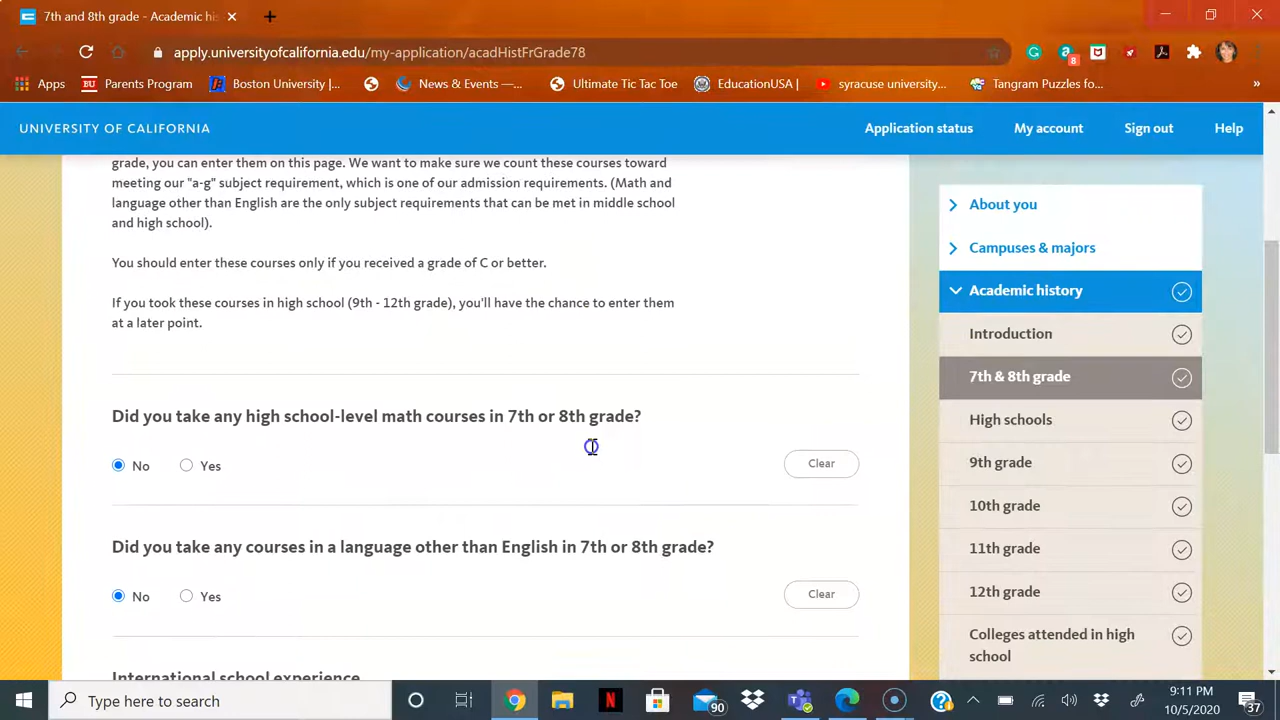 7th and 8th grade - Academic his
apply.universityofcalifornia.edu/my-application/acadHistFrGrade78
8
Apps
BU Parents Program
Boston University |...
News & Events —...
Ultimate Tic Tac Toe
EducationUSA |
syracuse university...
Tangram Puzzles fo...
»
UNIVERSITY OF CALIFORNIA
Application status
My account
Sign out
Help
grade, you can enter them on this page. We want to make sure we count these courses toward
meeting our "a-g" subject requirement, which is one of our admission requirements. (Math and
language other than English are the only subject requirements that can be met in middle school
and high school).
You should enter these courses only if you received a grade of C or better.
If you took these courses in high school (9th - 12th grade), you'll have the chance to enter them
at a later point.
Did you take any high school-level math courses in 7th or 8th grade?
No
Yes
Clear
Did you take any courses in a language other than English in 7th or 8th grade?
No
Yes
Clear
International school experience
About you
Campuses & majors
Academic history
Introduction
7th & 8th grade
High schools
9th grade
10th grade
11th grade
12th grade
Colleges attended in high
school
Type here to search
N
90
9:11 PM
10/5/2020
37